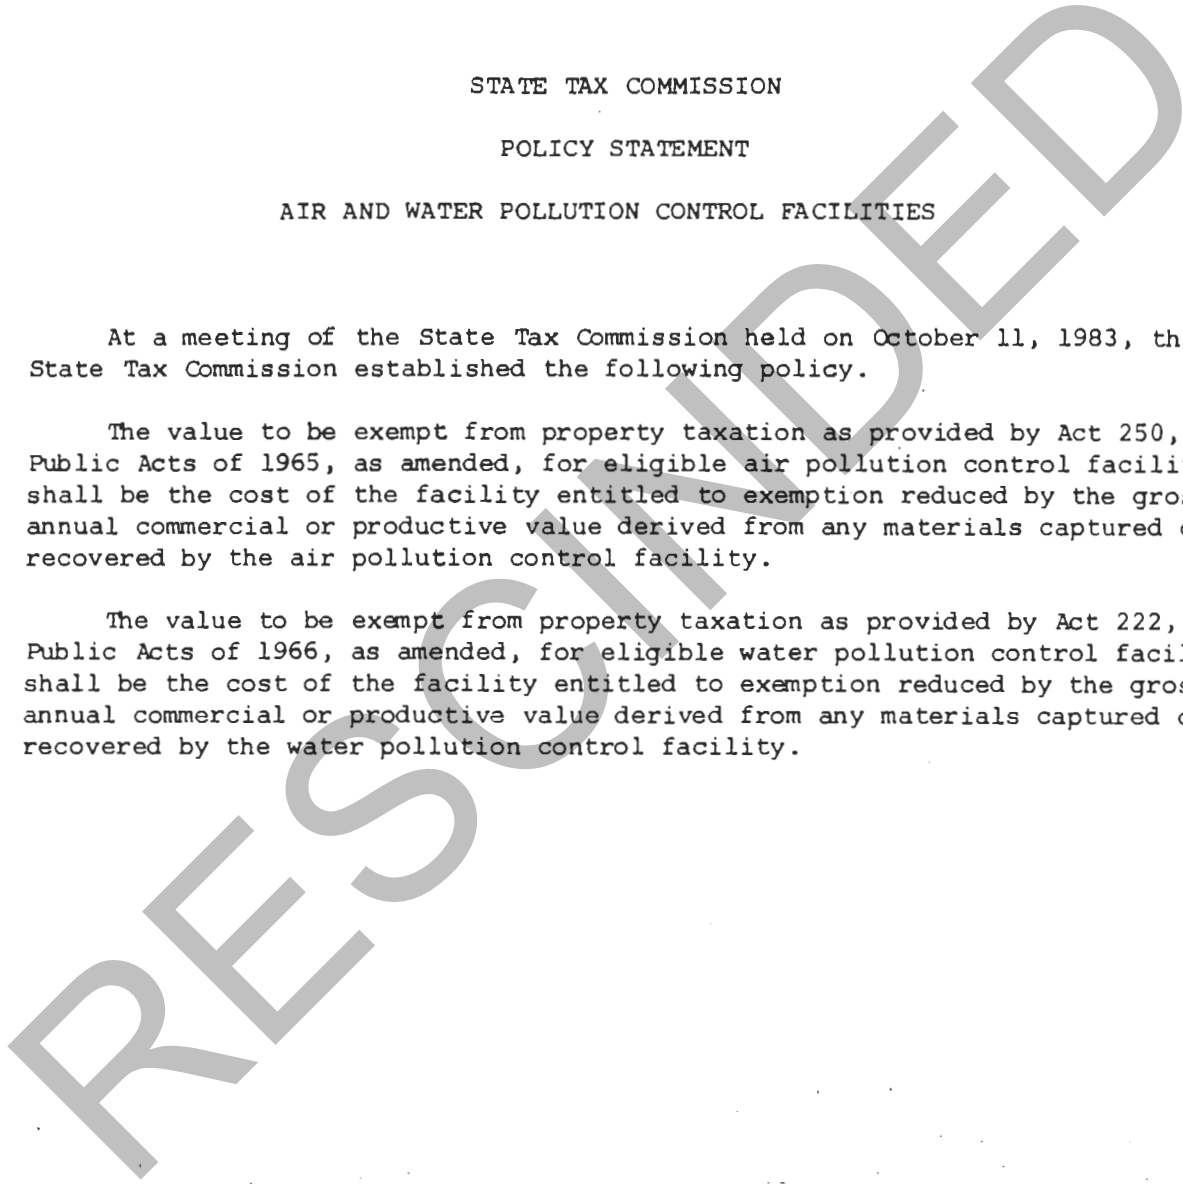 STATE TAX COMMISSION
POLICY STATEMENT
AIR AND WATER POLLUTION CONTROL FACILITIES
At a meeting of the State Tax Commission held on October 11, 1983, th
State Tax Commission established the following policy.
The value to be exempt from property taxation as provided by Act 250,
Public Acts of 1965, as amended, for eligible air pollution control facili
shall be the cost of the facility entitled to exemption reduced by the gro
annual commercial or productive value derived from any materials captured
recovered by the air pollution control facility.
The value to be exempt from property taxation as provided by Act 222,
Public Acts of 1966, as amended, for eligible water pollution control facil
shall be the cost of the facility entitled to exemption reduced by the gros
annual commercial or productive value derived from any materials captured
recovered by the water pollution control facility.
RESCINDED